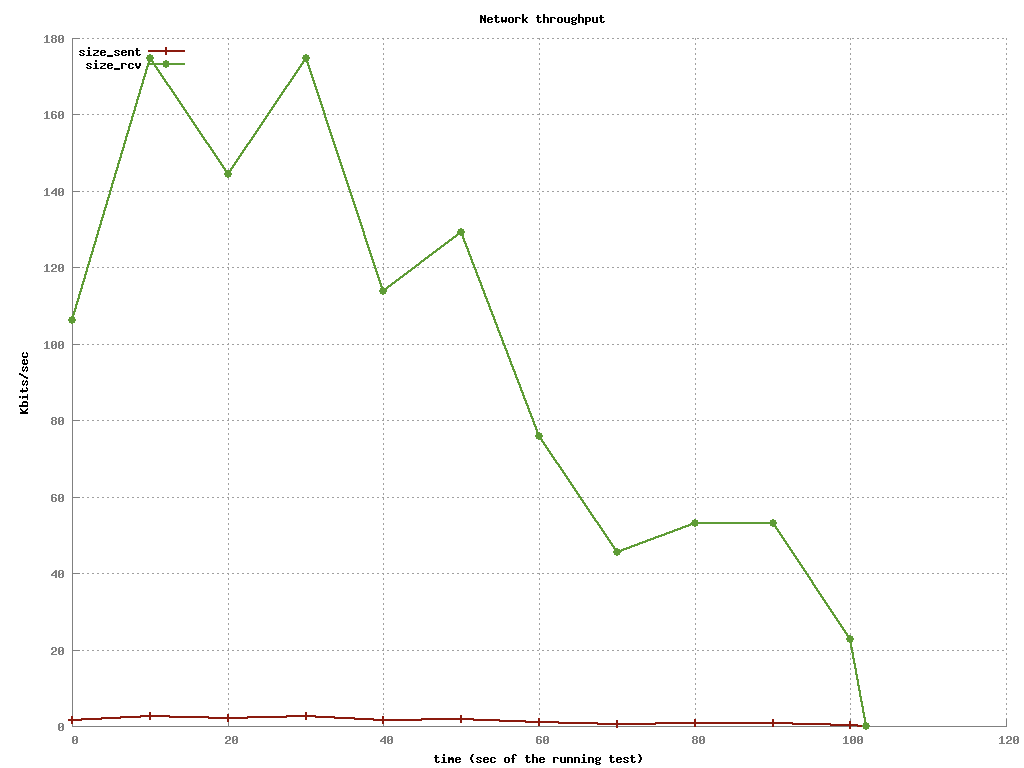 Network throughput
180
size_sent
size_rcv
160
140
120
100
80
60
40
20
0
Kbits/sec
0 20 40 60 80 100 120
time (sec of the running test)